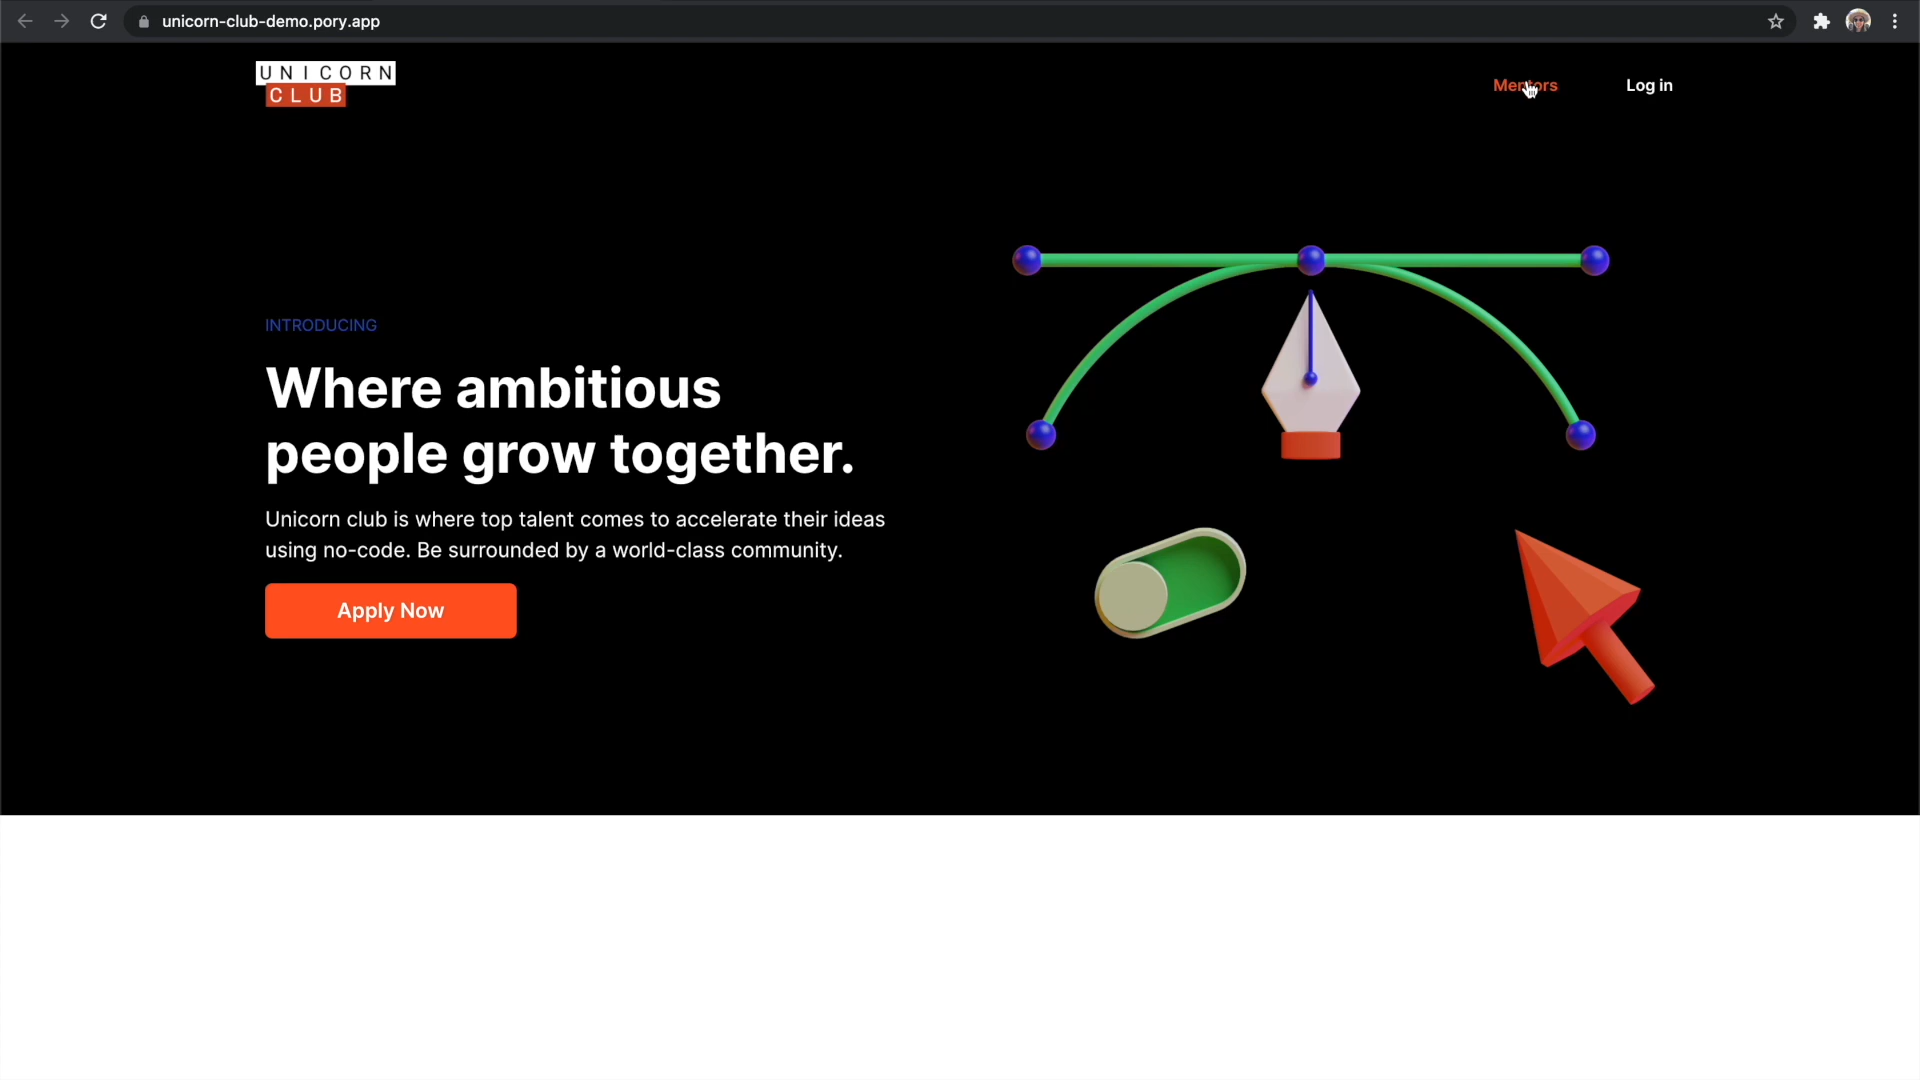 unicorn-club-demo.pory.app
UNICORN
CLUB
Mentors
Log in
INTRODUCING
Where ambitious
people grow together.
Unicorn club is where top talent comes to accelerate their ideas
using no-code. Be surrounded by a world-class community.
Apply Now